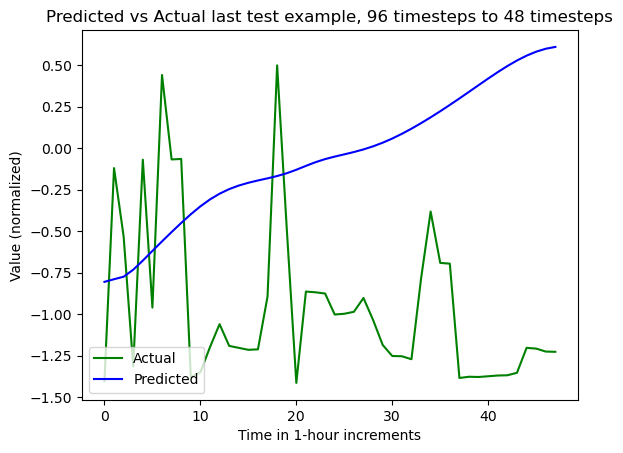 Predicted vs Actual last test example, 96 timesteps to 48 timesteps
Value (normalized)
0.50
0.25
0.00
−0.25
−0.50
−0.75
−1.00
−1.25
−1.50
Actual
Predicted
0 10 20 30 40
Time in 1-hour increments